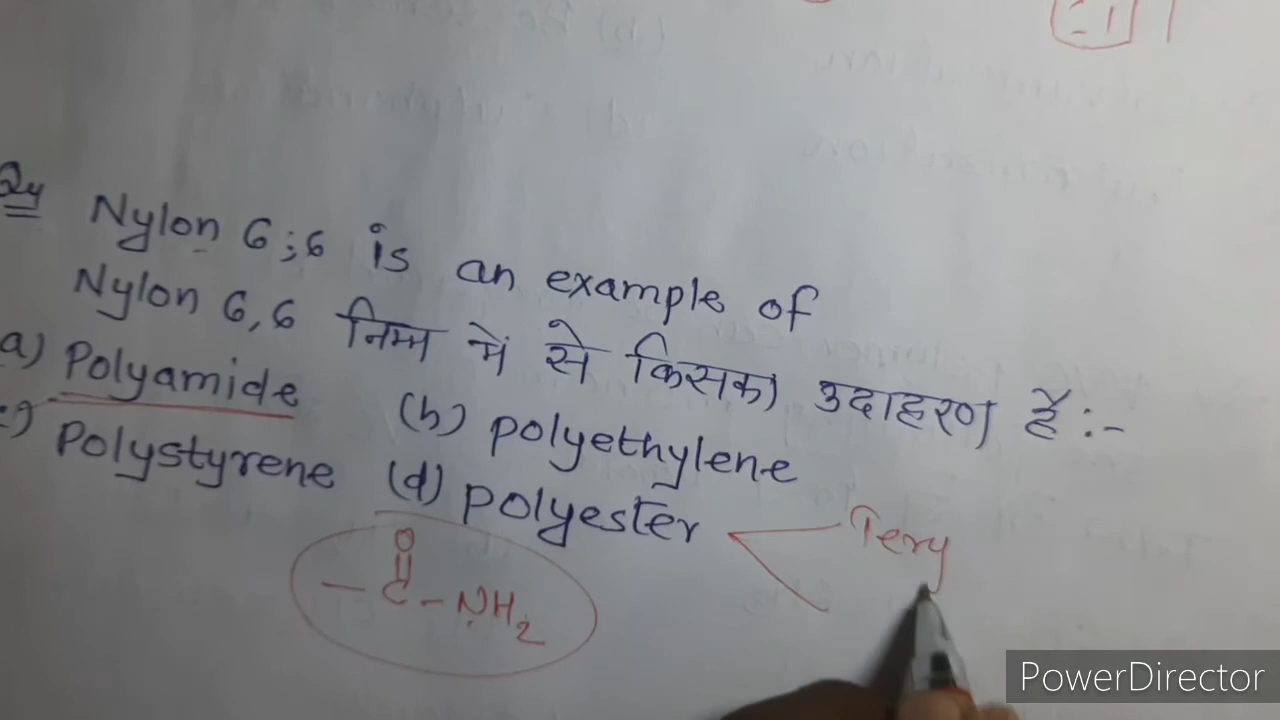 Nylon 6;6 is an example of
Nylon 6,6 निम्न में से किसका उदाहरण है :-
a) Polyamide (b) polyethylene
c) Polystyrene (d) polyester
Tery
O
- C - NH2
PowerDirector